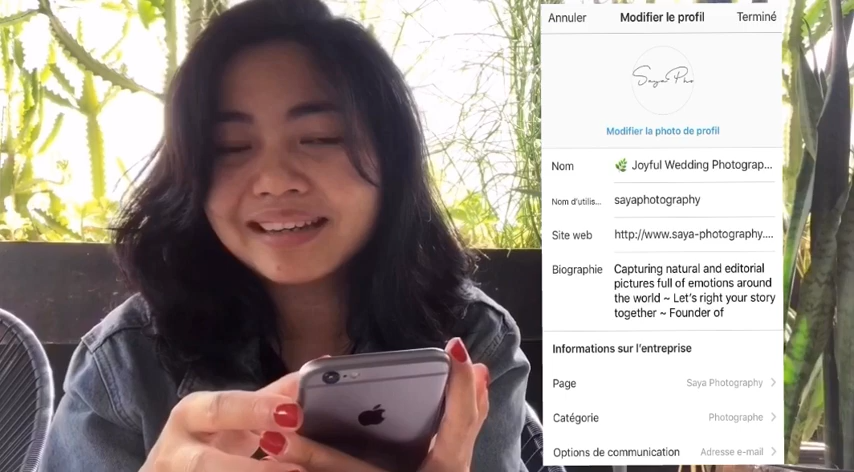 Annuler Modifier le profil Terminé
Saya Pho
Modifier la photo de profil
Nom 🌿 Joyful Wedding Photograp...
Nom d'utilis... sayaphotography
Site web http://www.saya-photography....
Biographie Capturing natural and editorial
pictures full of emotions around
the world ~ Let's right your story
together ~ Founder of
Informations sur l'entreprise
Page Saya Photography
Catégorie Photographe
Options de communication Adresse e-mail